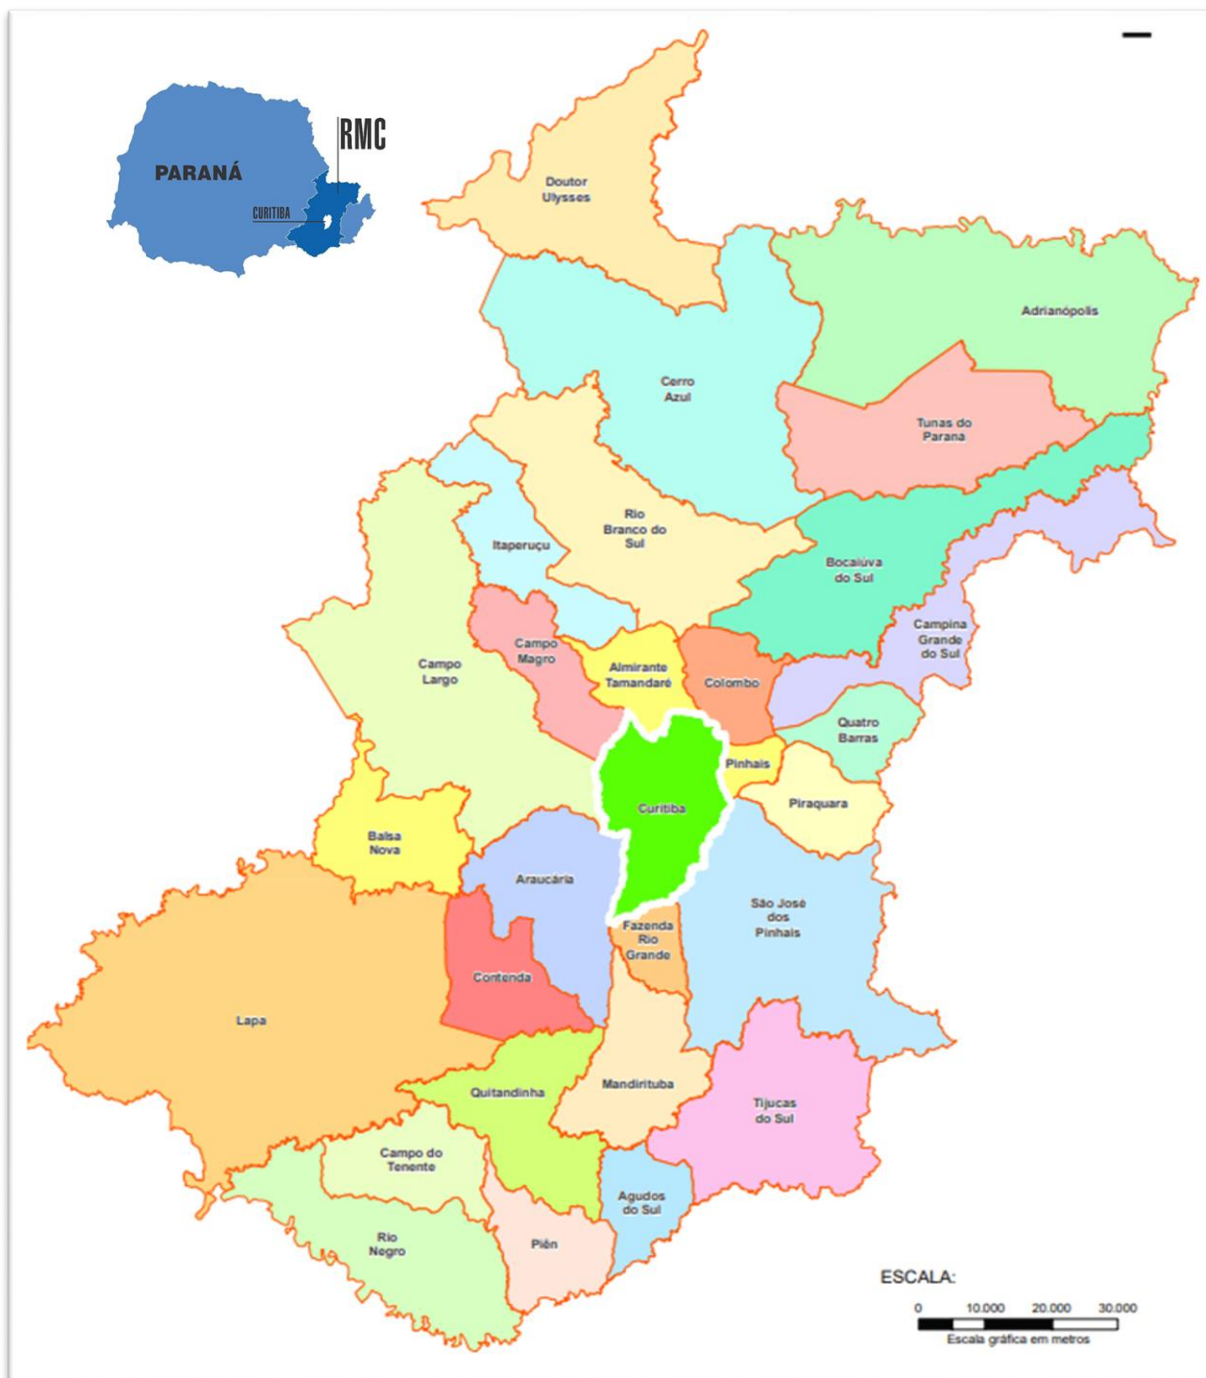 RMC
PARANÁ
CURITIBA
Doutor
Ulysses
Adrianópolis
Cerro
Azul
Tunas do
Paraná
Rio
Branco do
Sul
Itaperuçu
Bocaiúva
do Sul
Campina
Grande
do Sul
Campo
Magro
Campo
Largo
Almirante
Tamandaré
Colombo
Quatro
Barras
Pinhais
Piraquara
Curitiba
Balsa
Nova
Araucária
São José
dos
Pinhais
Fazenda
Rio
Grande
Contenda
Lapa
Mandirituba
Quitandinha
Tijucas
do Sul
Campo do
Tenente
Agudos
do Sul
Rio
Negro
Piên
ESCALA:
0 10.000 20.000 30.000
Escala gráfica em metros